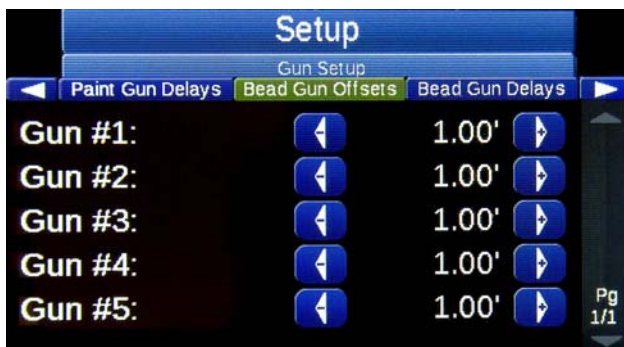 Setup
Gun Setup
Paint Gun Delays Bead Gun Offsets Bead Gun Delays
Gun #1: - 1.00' +
Gun #2: - 1.00' +
Gun #3: - 1.00' +
Gun #4: - 1.00' +
Gun #5: - 1.00' +
Pg
1/1